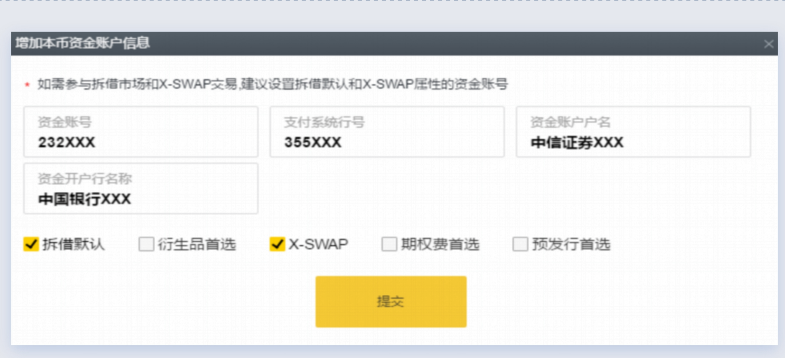 增加本币资金账户信息
• 如需参与拆借市场和X-SWAP交易,建议设置拆借默认和X-SWAP属性的资金账号
资金账号 支付系统行号 资金账户户名
232XXX 355XXX 中信证券XXX
资金开户行名称
中国银行XXX
拆借默认 衍生品首选 X-SWAP 期权费首选 预发行首选
提交